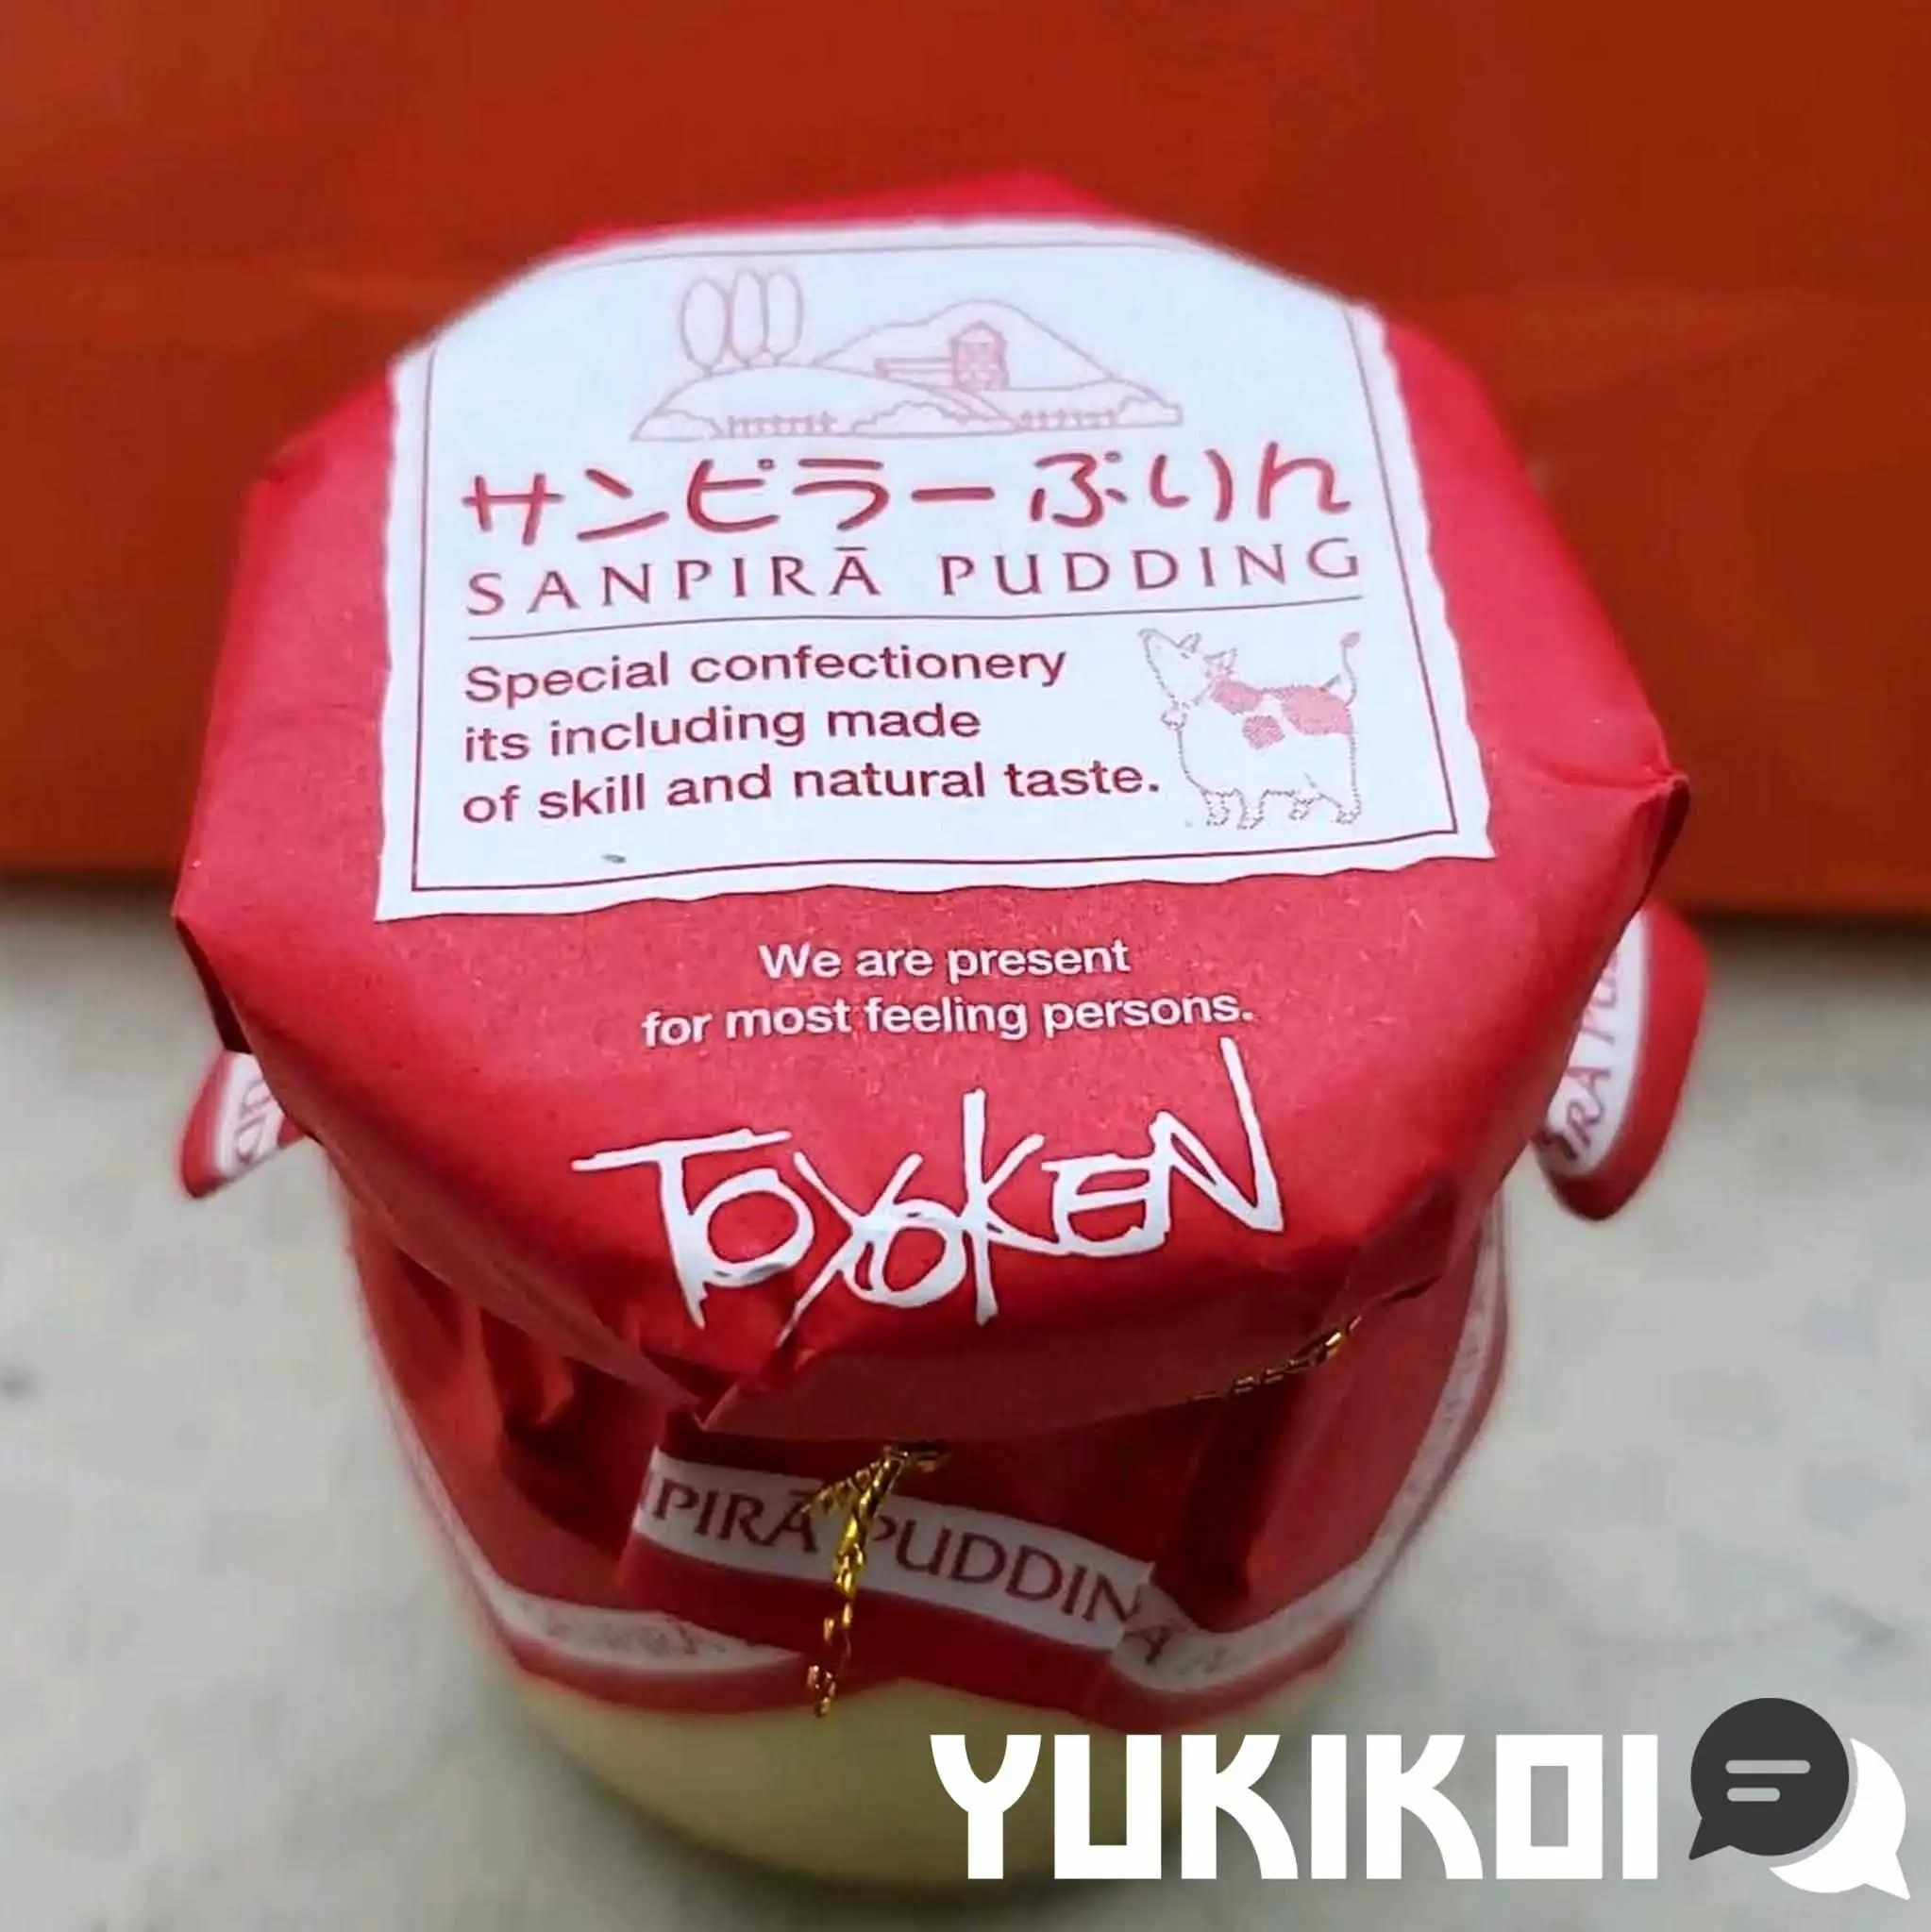 サンピラーぷりん
SANPIRĀ PUDDING
Special confectionery
its including made
of skill and natural taste.
We are present
for most feeling persons.
TOYOKEN
PIRĀ PUDDIN
IRA
YUKIKOI